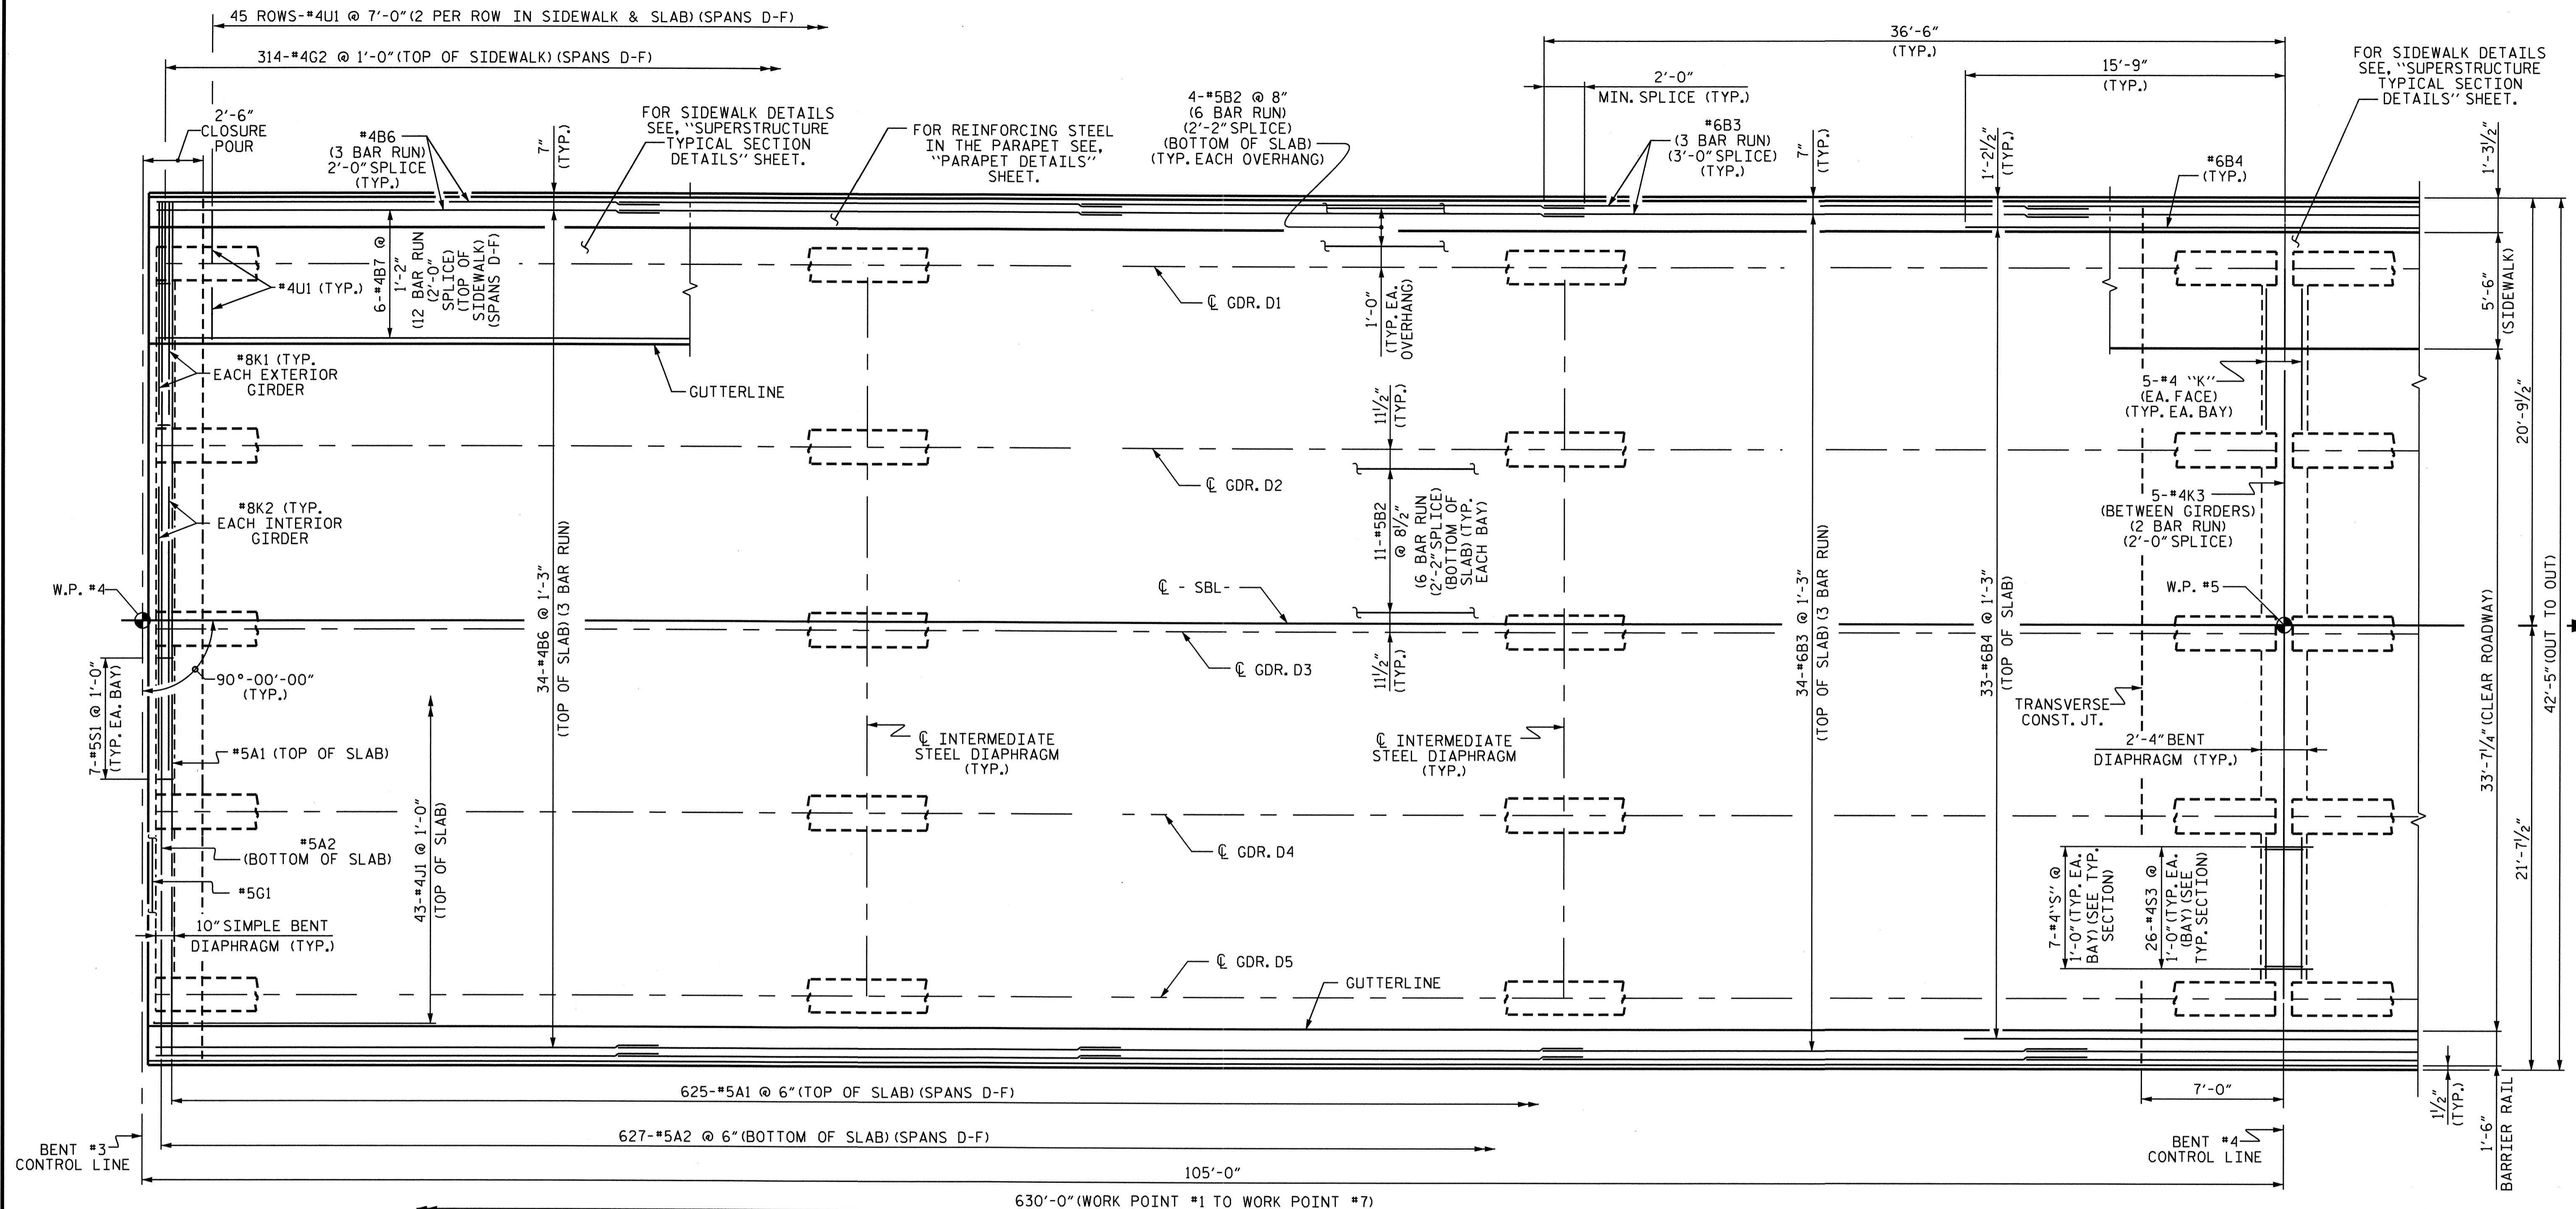 45 ROWS-#4U1 @ 7'-0" (2 PER ROW IN SIDEWALK & SLAB) (SPANS D-F)
314-#4G2 @ 1'-0" (TOP OF SIDEWALK) (SPANS D-F)
2'-6"
CLOSURE
POUR
#4B6
(3 BAR RUN)
2'-0" SPLICE
(TYP.)
7"
(TYP.)
FOR SIDEWALK DETAILS
SEE, "SUPERSTRUCTURE
TYPICAL SECTION
DETAILS" SHEET.
FOR REINFORCING STEEL
IN THE PARAPET SEE,
"PARAPET DETAILS"
SHEET.
4-#5B2 @ 8"
(6 BAR RUN)
(2'-2" SPLICE)
(BOTTOM OF SLAB)
(TYP. EACH OVERHANG)
36'-6"
(TYP.)
2'-0"
MIN. SPLICE (TYP.)
15'-9"
(TYP.)
#6B3
(3 BAR RUN)
(3'-0" SPLICE)
(TYP.)
7"
(TYP.)
1'-2 1/2"
(TYP.)
#6B4
(TYP.)
FOR SIDEWALK DETAILS
SEE, "SUPERSTRUCTURE
TYPICAL SECTION
DETAILS" SHEET.
1'-3 1/2"
#4U1 (TYP.)
6-#4B7 @
1'-2"
(12 BAR RUN
(2'-0"
SPLICE)
(TOP OF
SIDEWALK)
(SPANS D-F)
℄ GDR. D1
1'-0"
(TYP. EA.
OVERHANG)
5'-6"
(SIDEWALK)
#8K1 (TYP.
EACH EXTERIOR
GIRDER
GUTTERLINE
5-#4 "K"
(EA. FACE)
(TYP. EA. BAY)
20'-9 1/2"
11 1/2"
(TYP.)
℄ GDR. D2
#8K2 (TYP.
EACH INTERIOR
GIRDER
11-#5B2
@ 8 1/2"
(6 BAR RUN
(2'-2" SPLICE)
(BOTTOM OF
SLAB) (TYP.
EACH BAY)
5-#4K3
(BETWEEN GIRDERS)
(2 BAR RUN)
(2'-0" SPLICE)
W.P. #4
34-#4B6 @ 1'-3"
(TOP OF SLAB) (3 BAR RUN)
℄ - SBL-
34-#6B3 @ 1'-3"
(TOP OF SLAB) (3 BAR RUN)
33-#6B4 @ 1'-3"
(TOP OF SLAB)
W.P. #5
7-#5S1 @ 1'-0"
(TYP. EA. BAY)
90°-00'-00"
(TYP.)
℄ GDR. D3
11 1/2"
(TYP.)
TRANSVERSE
CONST. JT.
33'-7 1/4" (CLEAR ROADWAY)
42'-5" (OUT TO OUT)
#5A1 (TOP OF SLAB)
℄ INTERMEDIATE
STEEL DIAPHRAGM
(TYP.)
℄ INTERMEDIATE
STEEL DIAPHRAGM
(TYP.)
2'-4" BENT
DIAPHRAGM (TYP.)
#5A2
(BOTTOM OF SLAB)
43-#4J1 @ 1'-0"
(TOP OF SLAB)
℄ GDR. D4
#5G1
7-#4"S" @
1'-0" (TYP. EA.
BAY) (SEE TYP.
SECTION)
26-#4S3 @
1'-0" (TYP. EA.
(BAY) (SEE
TYP. SECTION)
21'-7 1/2"
10" SIMPLE BENT
DIAPHRAGM (TYP.)
℄ GDR. D5
GUTTERLINE
625-#5A1 @ 6" (TOP OF SLAB) (SPANS D-F)
7'-0"
1 1/2"
(TYP.)
1'-6"
BARRIER RAIL
627-#5A2 @ 6" (BOTTOM OF SLAB) (SPANS D-F)
BENT #3
CONTROL LINE
BENT #4
CONTROL LINE
105'-0"
630'-0" (WORK POINT #1 TO WORK POINT #7)